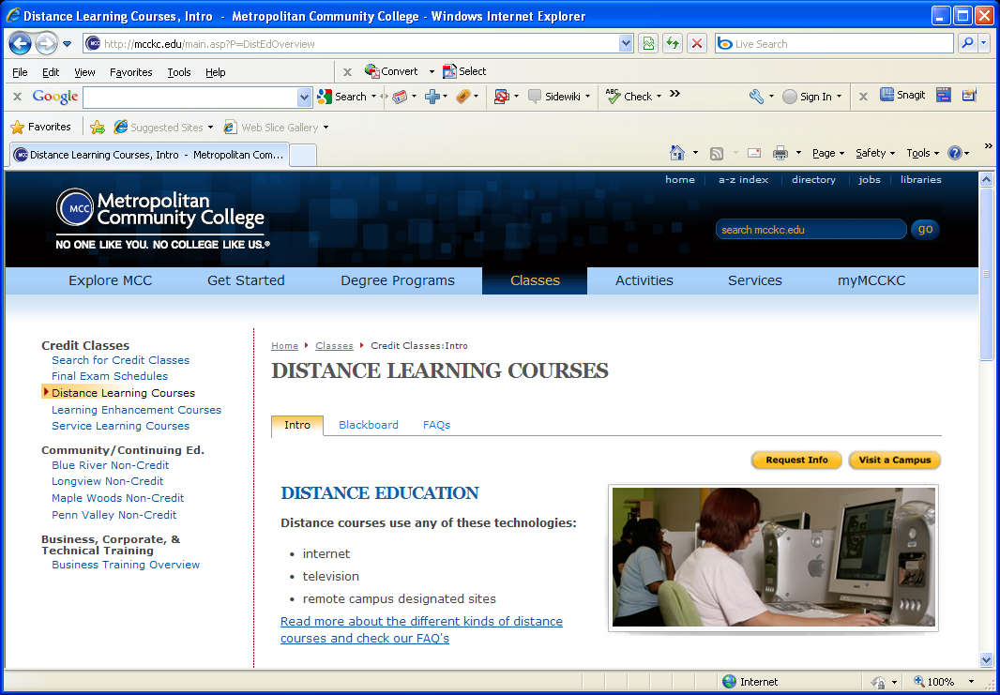 Distance Learning Courses, Intro - Metropolitan Community College - Windows Internet Explorer
MCC http://mcckc.edu/main.asp?P=DistEdOverview
Live Search
File Edit View Favorites Tools Help
x Convert Select
x Google Search Sidewiki ABC Check » Sign In x Snagit
Favorites Suggested Sites Web Slice Gallery
MCC Distance Learning Courses, Intro - Metropolitan Com... Page Safety Tools ? »
home a-z index directory jobs libraries
MCC Metropolitan
Community College
NO ONE LIKE YOU. NO COLLEGE LIKE US.®
search mcckc.edu go
Explore MCC Get Started Degree Programs Classes Activities Services myMCCKC
Credit Classes
Search for Credit Classes
Final Exam Schedules
Distance Learning Courses
Learning Enhancement Courses
Service Learning Courses
Community/Continuing Ed.
Blue River Non-Credit
Longview Non-Credit
Maple Woods Non-Credit
Penn Valley Non-Credit
Business, Corporate, &
Technical Training
Business Training Overview
Home Classes Credit Classes:Intro
DISTANCE LEARNING COURSES
Intro Blackboard FAQs
Request Info Visit a Campus
DISTANCE EDUCATION
Distance courses use any of these technologies:
• internet
• television
• remote campus designated sites
Read more about the different kinds of distance
courses and check our FAQ's
Internet 100%